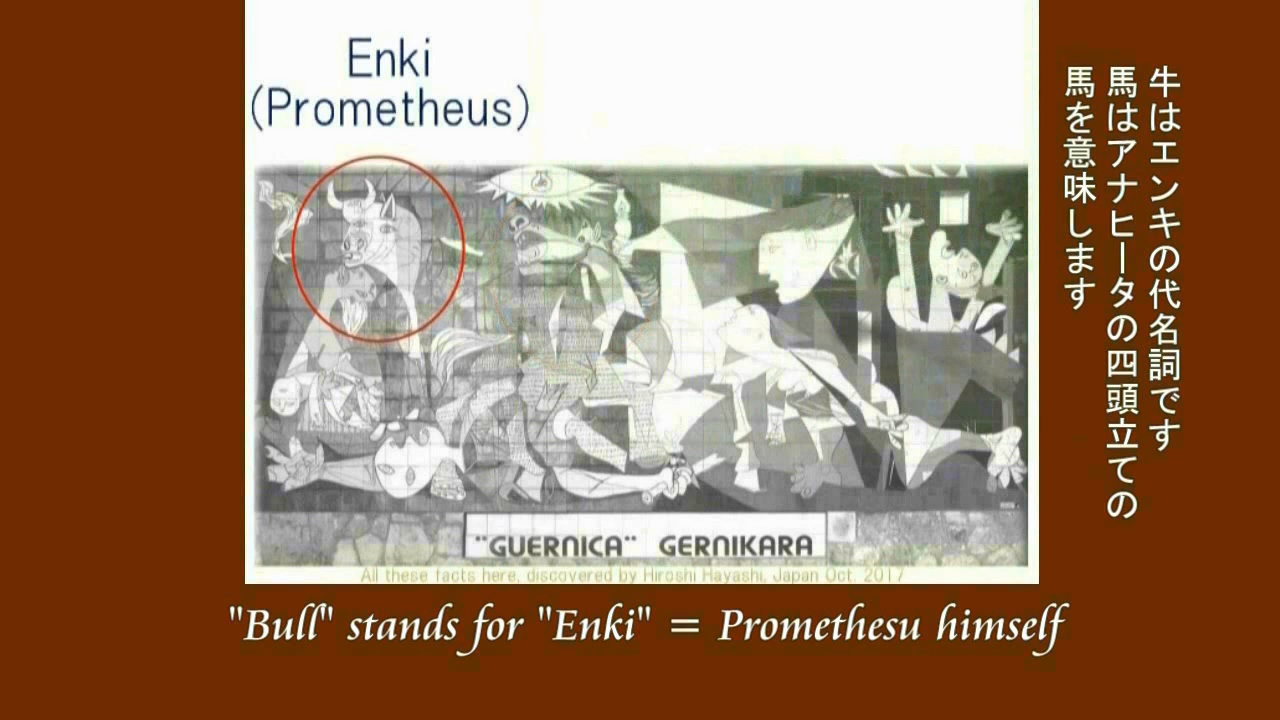 Enki
(Prometheus)
牛はエンキの代名詞です
馬はアナヒータの四頭立ての
馬を意味します
"GUERNICA" GERNIKARA
All these facts here, discovered by Hiroshi Hayashi, Japan Oct. 2017
"Bull" stands for "Enki" = Promethesu himself